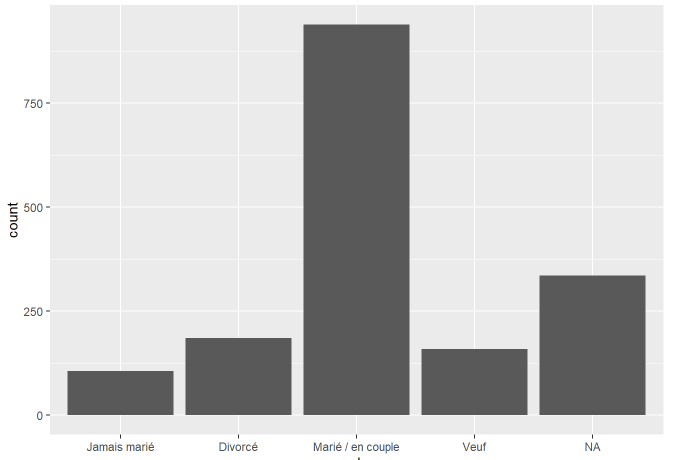 count
750
500
250
0
Jamais marié
Divorcé
Marié / en couple
Veuf
NA